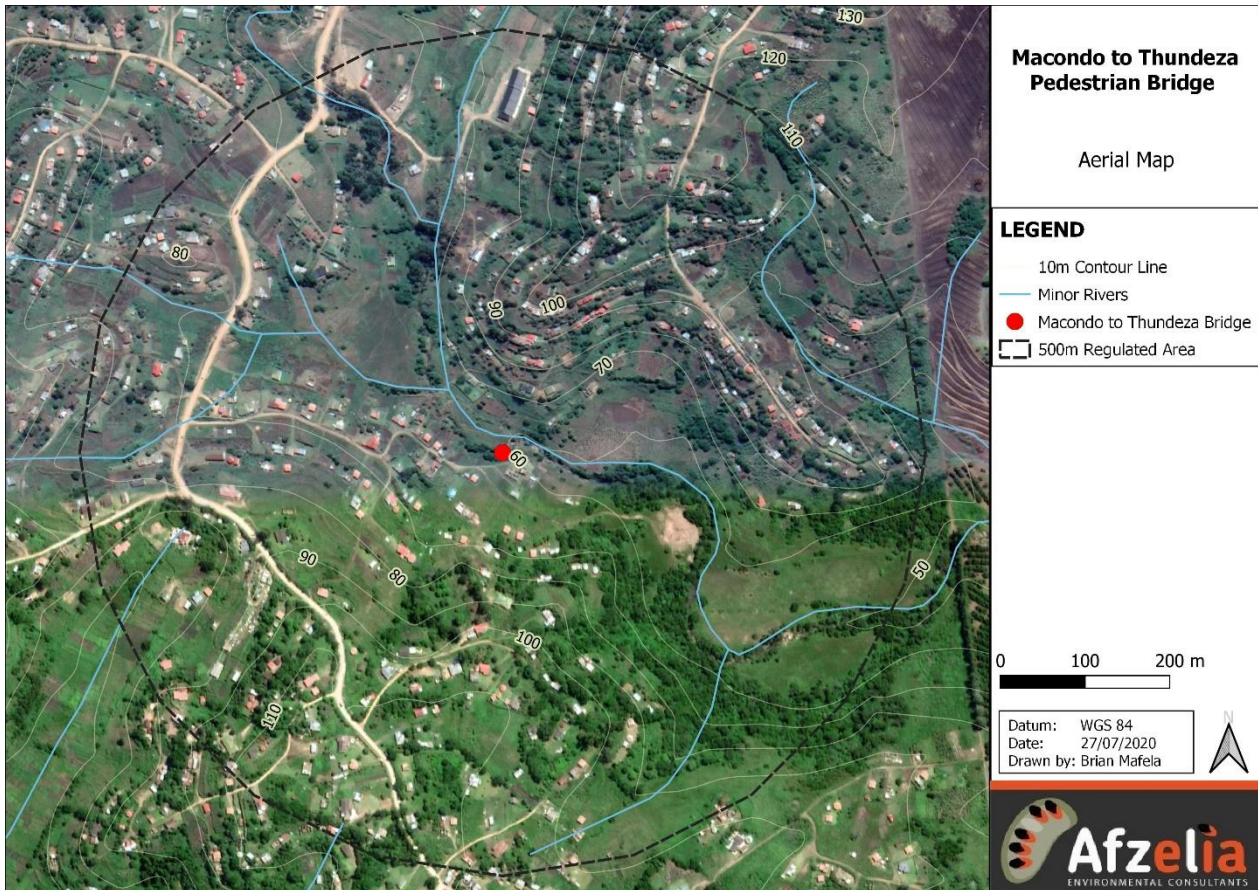 130
120
110
80
100
90
70
60
50
90
80
100
110
Macondo to Thundeza
Pedestrian Bridge
Aerial Map
LEGEND
10m Contour Line
Minor Rivers
Macondo to Thundeza Bridge
500m Regulated Area
0 100 200 m
Datum: WGS 84
Date: 27/07/2020
Drawn by: Brian Mafela
N
Afzelia
ENVIRONMENTAL CONSULTANTS